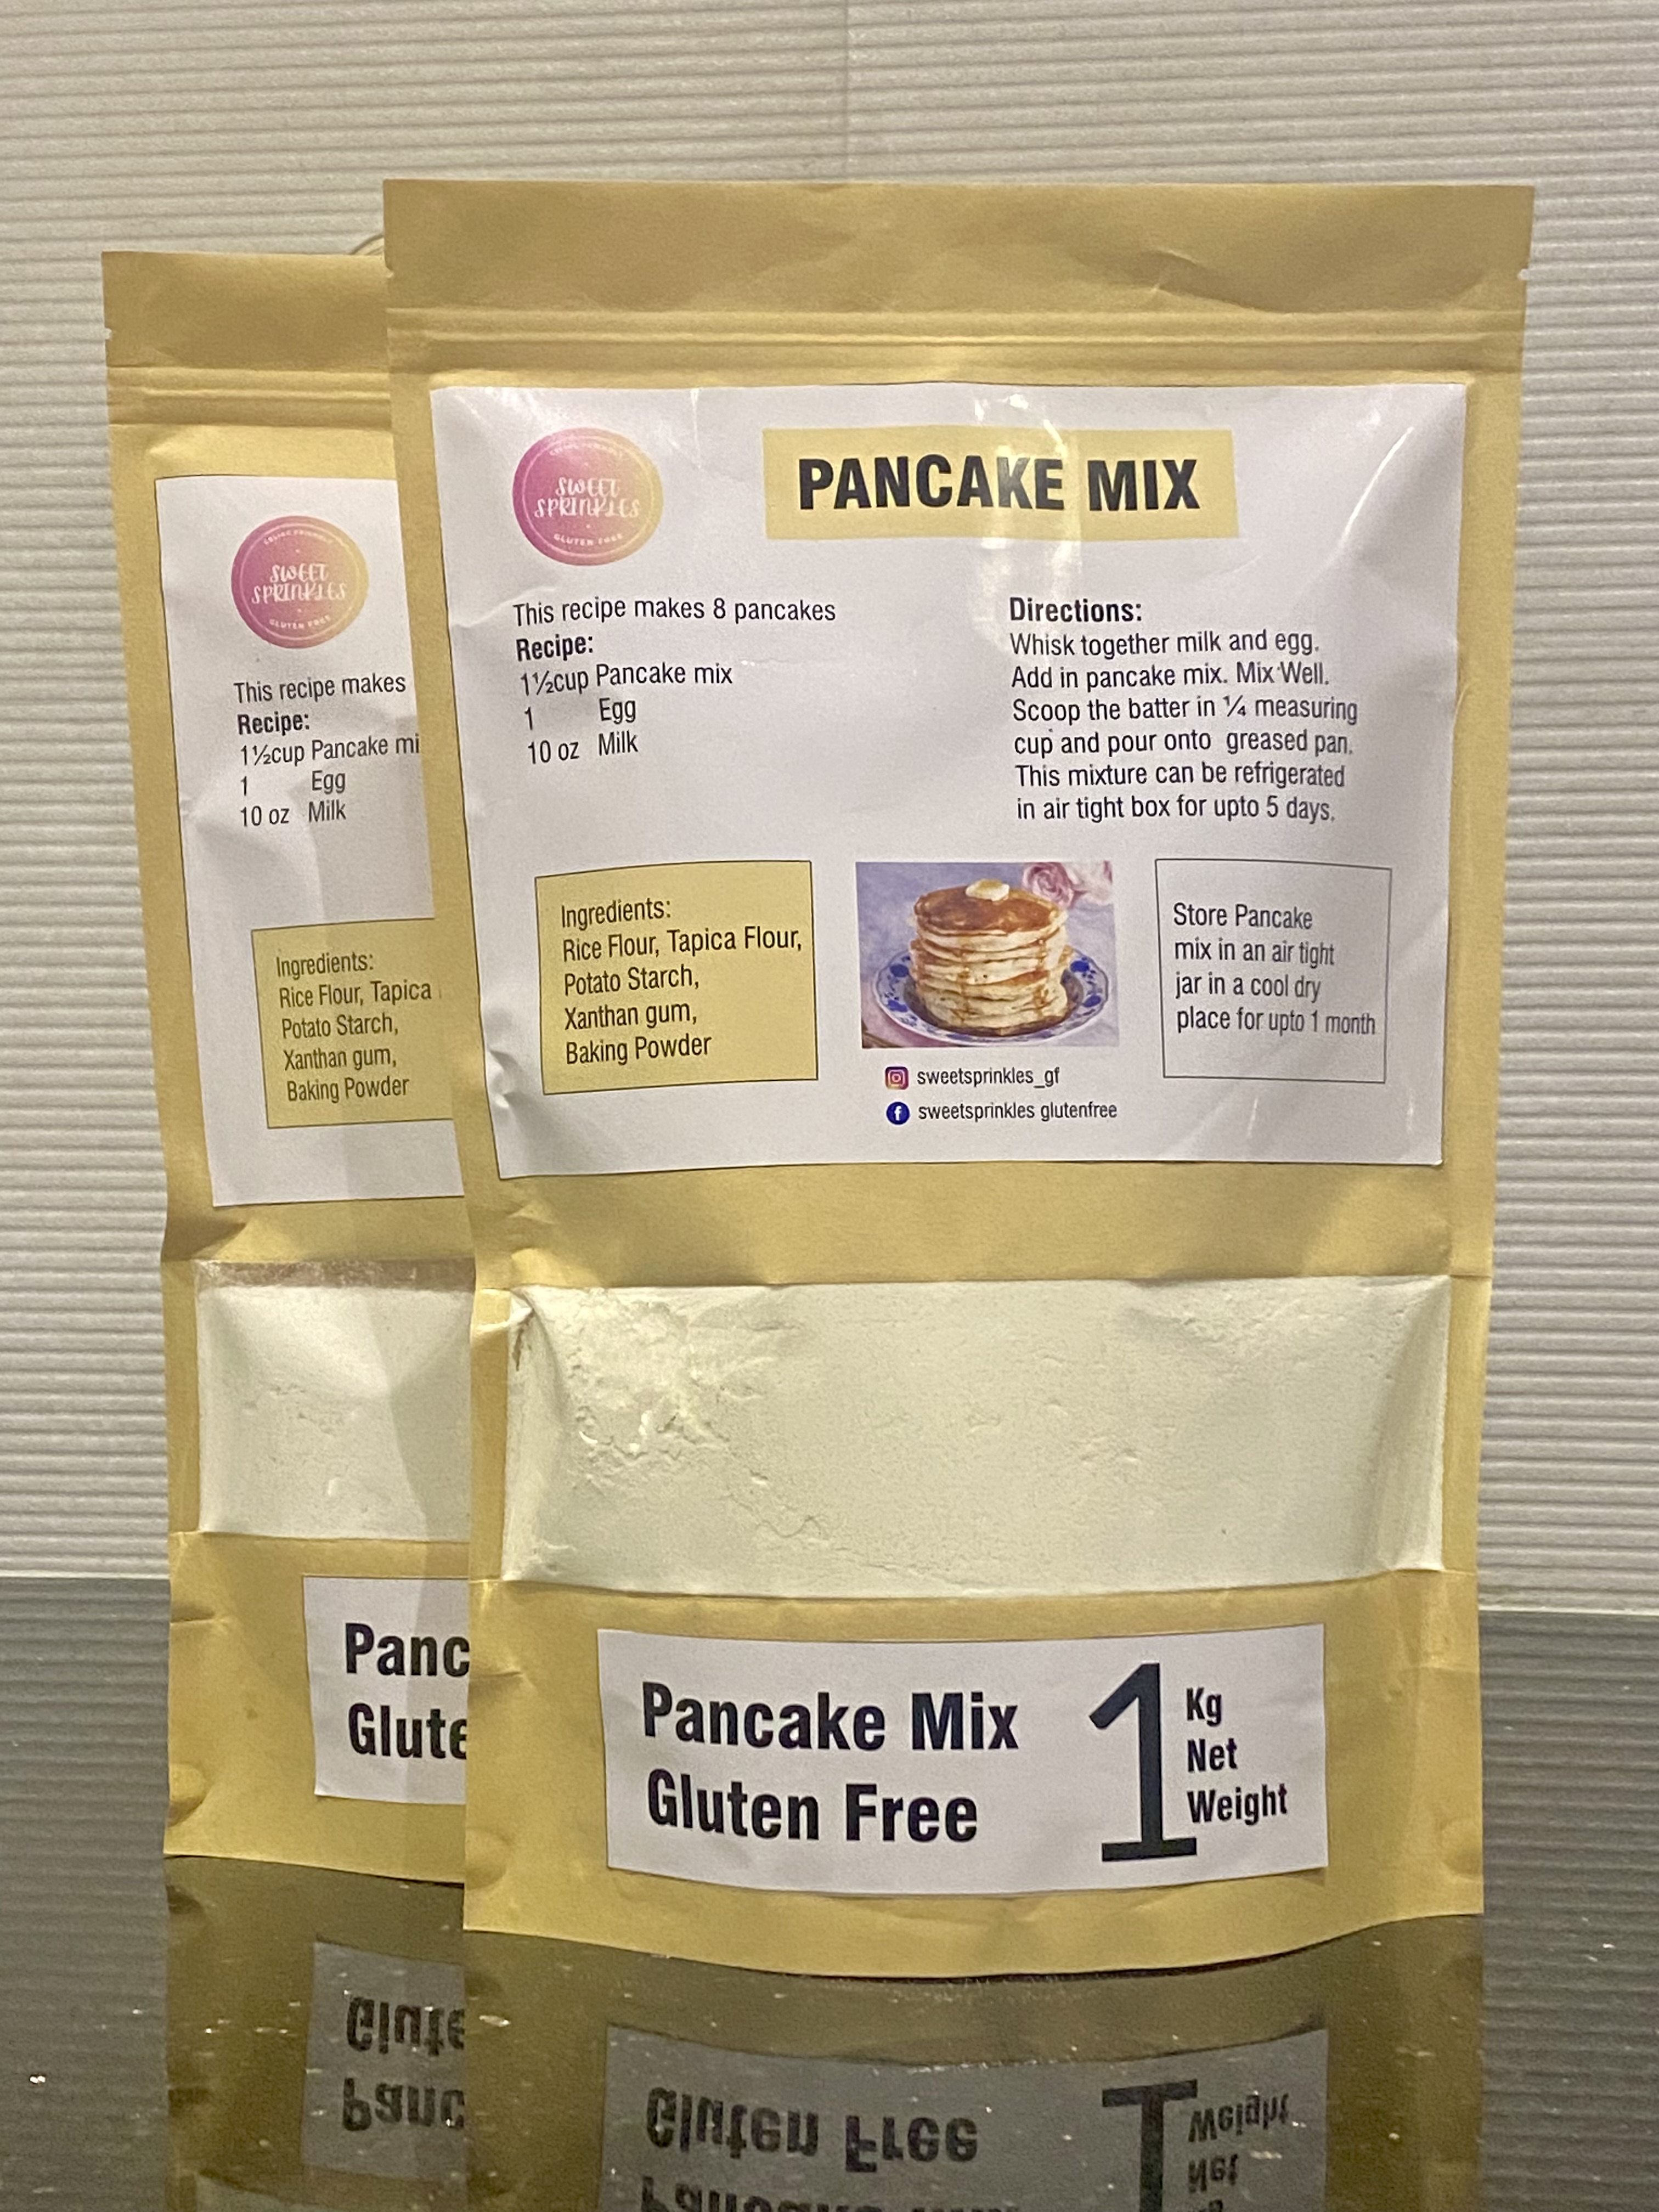 CELIAC FRIENDLY
SWEET
SPRINKLES
GLUTEN FREE
This recipe makes
Recipe:
1½cup Pancake mi
1 Egg
10 oz Milk
Ingredients:
Rice Flour, Tapica
Potato Starch,
Xanthan gum,
Baking Powder
Panc
Glute
SWEET
SPRINKLES
GLUTEN FREE
PANCAKE MIX
This recipe makes 8 pancakes
Recipe:
1½cup Pancake mix
1 Egg
10 oz Milk
Directions:
Whisk together milk and egg.
Add in pancake mix. Mix Well.
Scoop the batter in ¼ measuring
cup and pour onto greased pan.
This mixture can be refrigerated
in air tight box for upto 5 days.
Ingredients:
Rice Flour, Tapica Flour,
Potato Starch,
Xanthan gum,
Baking Powder
Store Pancake
mix in an air tight
jar in a cool dry
place for upto 1 month
sweetsprinkles_gf
sweetsprinkles glutenfree
Pancake Mix
Gluten Free
1 Kg
Net
Weight